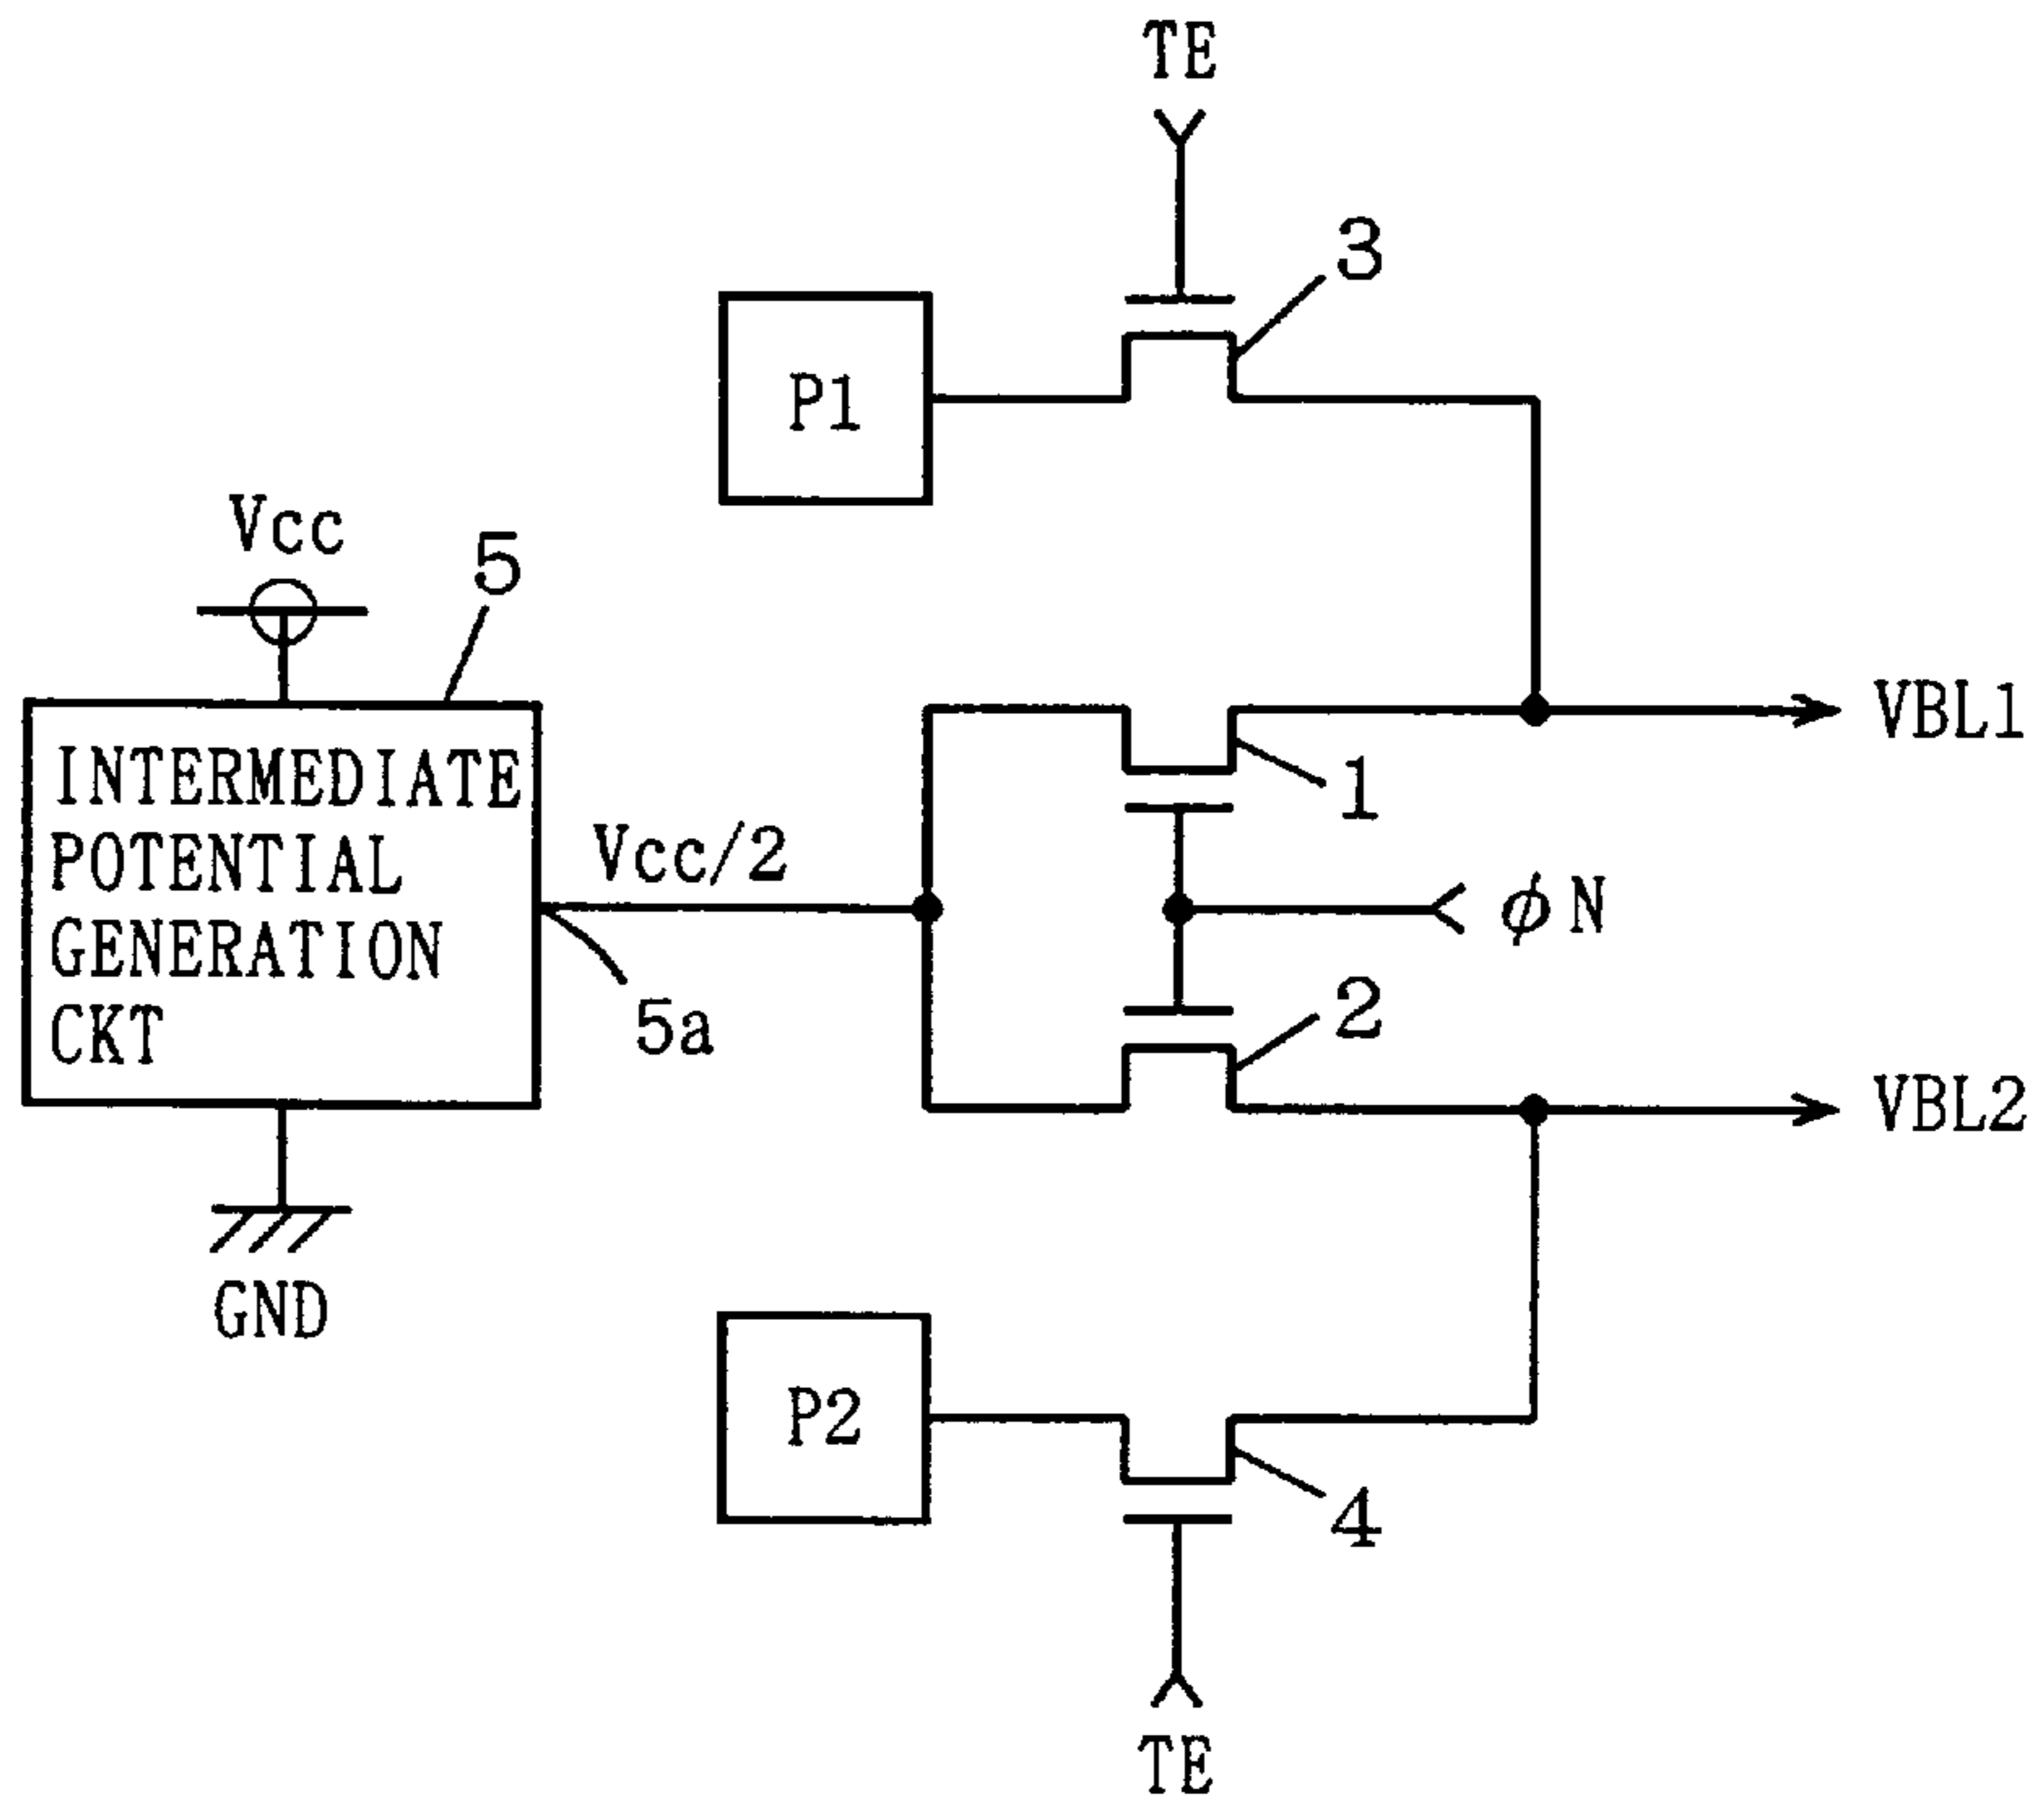 TE
3
P1
Vcc
5
VBL1
INTERMEDIATE
POTENTIAL
GENERATION
CKT
1
Vcc/2
φN
5a
2
VBL2
GND
P2
4
TE